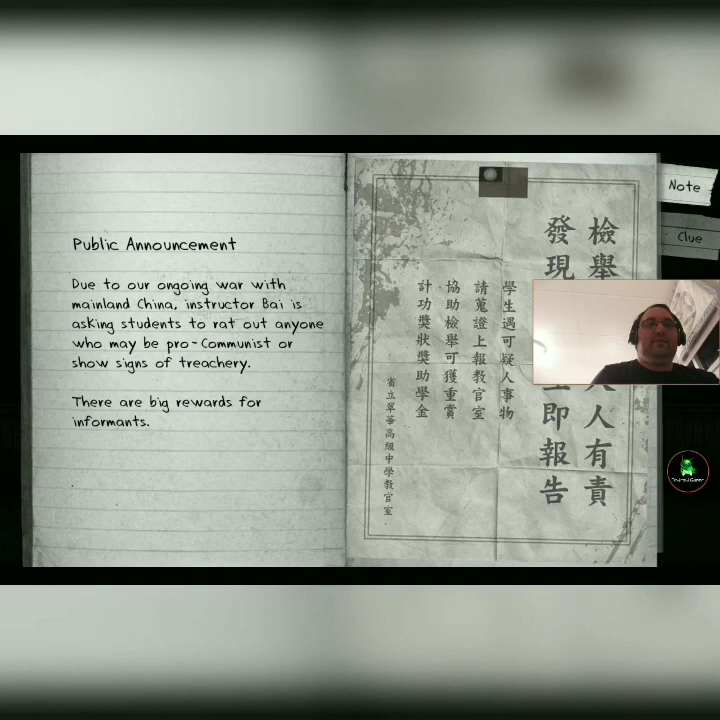 Public Announcement
Due to our ongoing war with
mainland China, instructor Bai is
asking students to rat out anyone
who may be pro-Communist or
show signs of treachery.
There are big rewards for
informants.
檢舉 人有責
發現 即報告
學生遇可疑人事物
請蒐證上報教官室
協助檢舉可獲重賞
計功獎狀獎助學金
省立翠華高級中學教官室
Note
Clue
Android Gamer